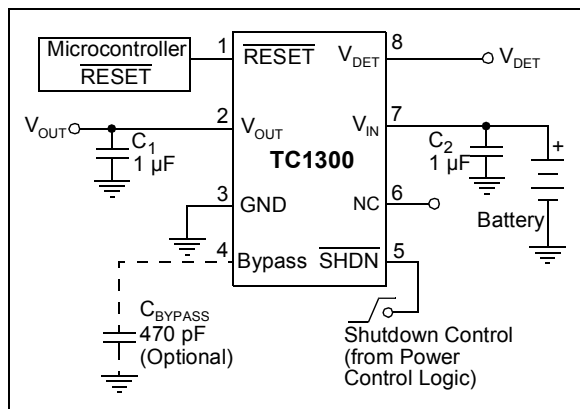 Microcontroller
RESET
1
RESET
VDET
8
VDET
VOUT
2
VOUT
VIN
7
C1
1 µF
TC1300
C2
1 µF
+
3
GND
NC
6
Battery
4
Bypass
SHDN
5
CBYPASS
470 pF
(Optional)
Shutdown Control
(from Power
Control Logic)